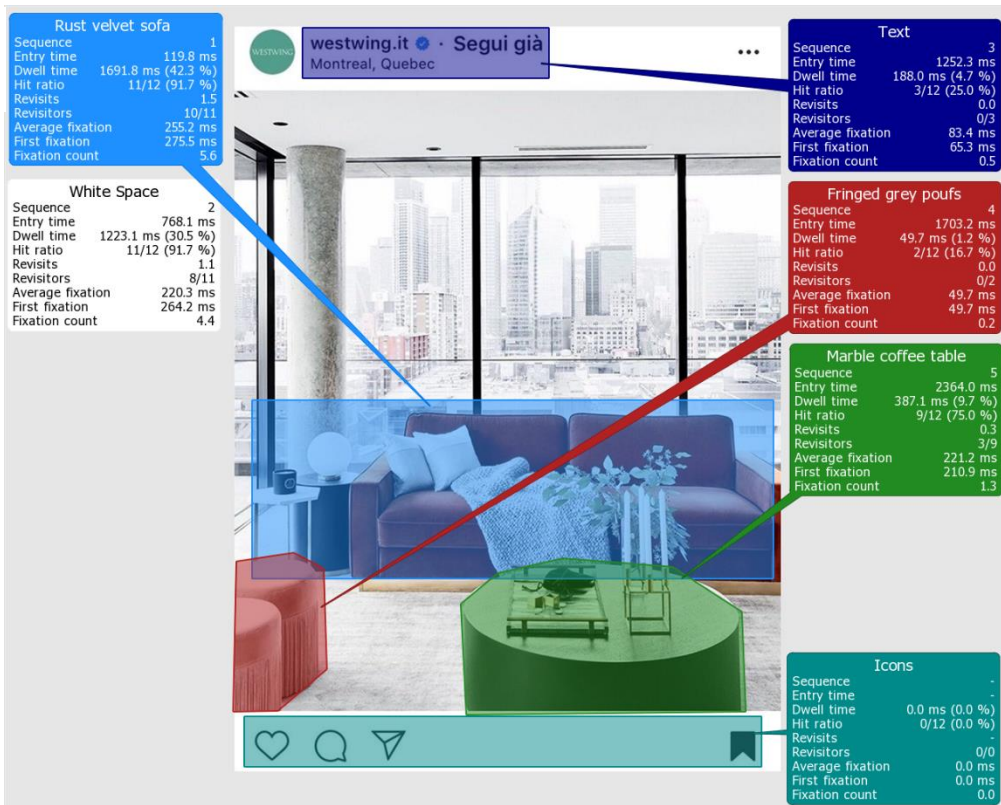 Rust velvet sofa
Sequence 1
Entry time 119.8 ms
Dwell time 1691.8 ms (42.3 %)
Hit ratio 11/12 (91.7 %)
Revisits 1.5
Revisitors 10/11
Average fixation 255.2 ms
First fixation 275.5 ms
Fixation count 5.6
White Space
Sequence 2
Entry time 768.1 ms
Dwell time 1223.1 ms (30.5 %)
Hit ratio 11/12 (91.7 %)
Revisits 1.1
Revisitors 8/11
Average fixation 220.3 ms
First fixation 264.2 ms
Fixation count 4.4
WESTWING
westwing.it · Segui già
Montreal, Quebec
Text
Sequence 3
Entry time 1252.3 ms
Dwell time 188.0 ms (4.7 %)
Hit ratio 3/12 (25.0 %)
Revisits 0.0
Revisitors 0/3
Average fixation 83.4 ms
First fixation 65.3 ms
Fixation count 0.5
Fringed grey poufs
Sequence 4
Entry time 1703.2 ms
Dwell time 49.7 ms (1.2 %)
Hit ratio 2/12 (16.7 %)
Revisits 0.0
Revisitors 0/2
Average fixation 49.7 ms
First fixation 49.7 ms
Fixation count 0.2
Marble coffee table
Sequence 5
Entry time 2364.0 ms
Dwell time 387.1 ms (9.7 %)
Hit ratio 9/12 (75.0 %)
Revisits 0.3
Revisitors 3/9
Average fixation 221.2 ms
First fixation 210.9 ms
Fixation count 1.3
Icons
Sequence -
Entry time -
Dwell time 0.0 ms (0.0 %)
Hit ratio 0/12 (0.0 %)
Revisits -
Revisitors 0/0
Average fixation 0.0 ms
First fixation 0.0 ms
Fixation count 0.0